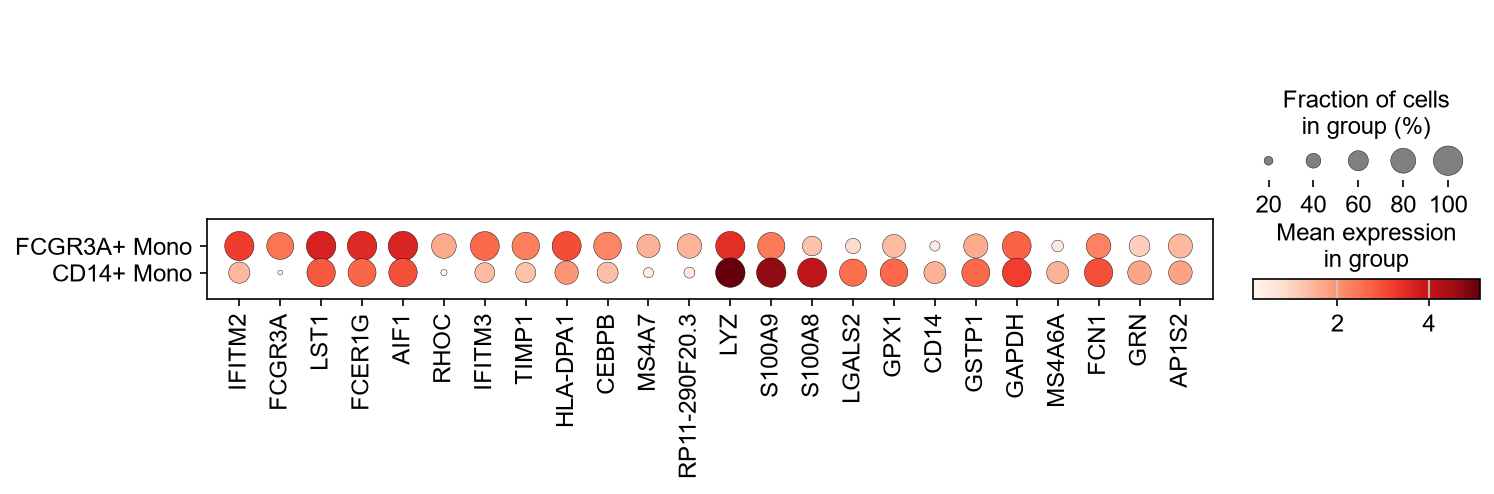 Fraction of cells
in group (%)
20 40 60 80 100
Mean expression
in group
2 4
FCGR3A+ Mono
CD14+ Mono
IFITM2
FCGR3A
LST1
FCER1G
AIF1
RHOC
IFITM3
TIMP1
HLA-DPA1
CEBPB
MS4A7
RP11-290F20.3
LYZ
S100A9
S100A8
LGALS2
GPX1
CD14
GSTP1
GAPDH
MS4A6A
FCN1
GRN
AP1S2